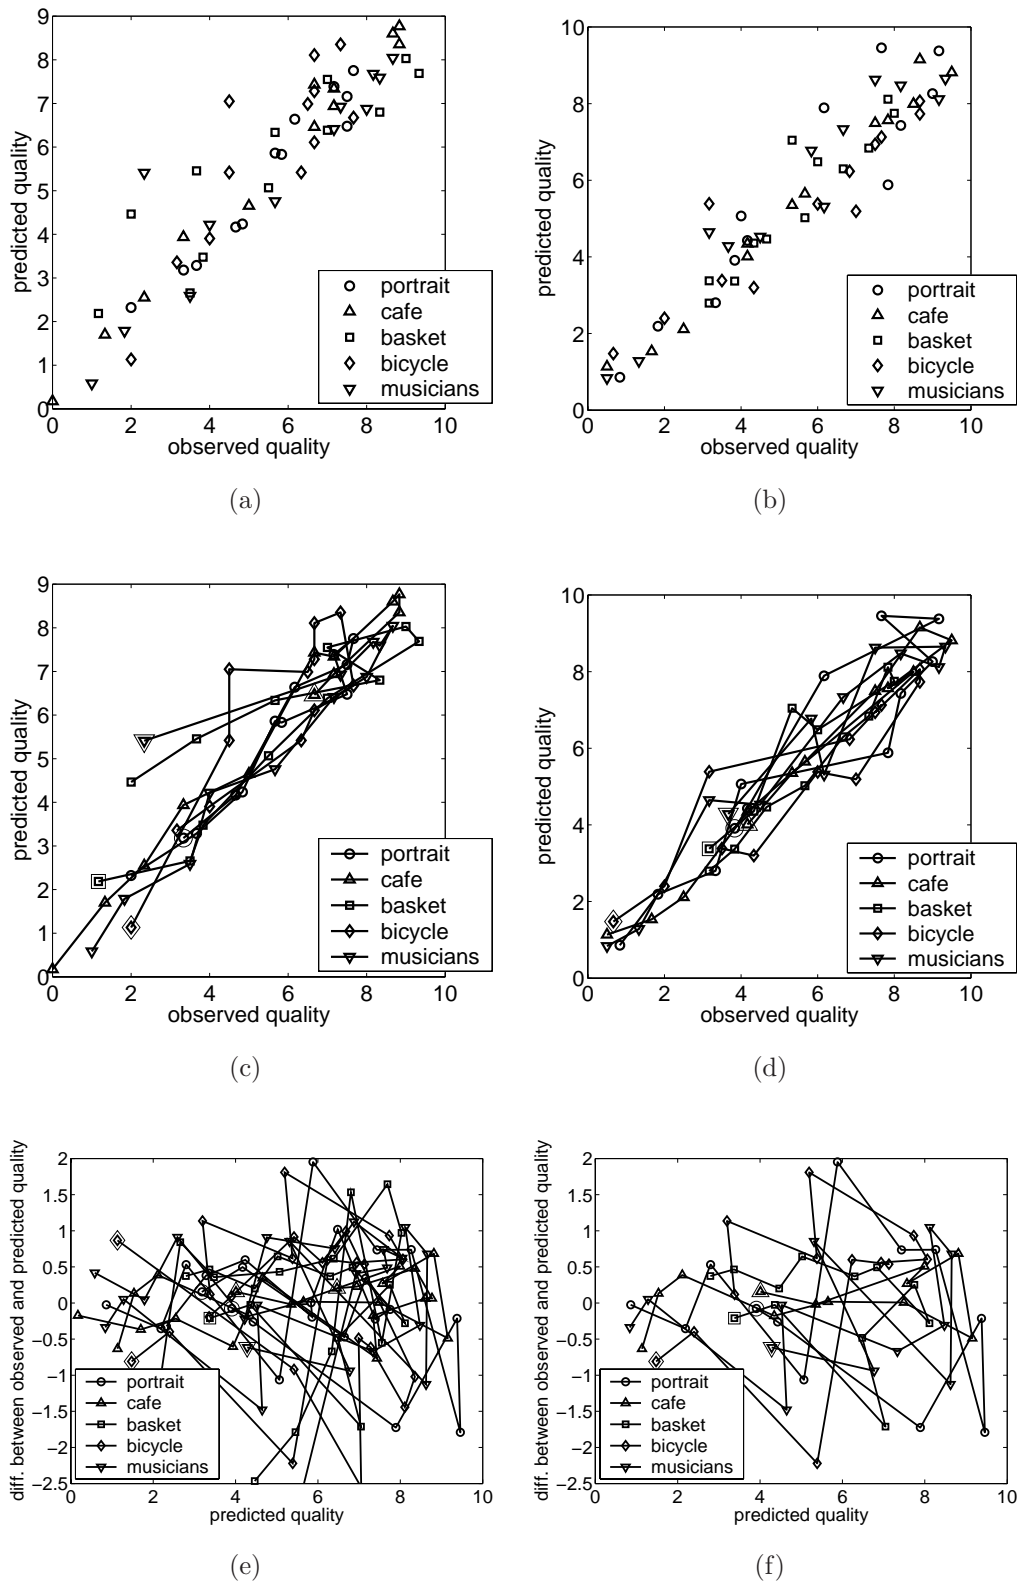 predicted quality
9
8
7
6
5
4
3
2
1
0
0 2 4 6 8 10
observed quality
portrait
cafe
basket
bicycle
musicians
(a)
predicted quality
10
8
6
4
2
0
0 2 4 6 8 10
observed quality
portrait
cafe
basket
bicycle
musicians
(b)
predicted quality
9
8
7
6
5
4
3
2
1
0
0 2 4 6 8 10
observed quality
portrait
cafe
basket
bicycle
musicians
(c)
predicted quality
10
8
6
4
2
0
0 2 4 6 8 10
observed quality
portrait
cafe
basket
bicycle
musicians
(d)
diff. between observed and predicted quality
2
1.5
1
0.5
0
−0.5
−1
−1.5
−2
−2.5
0 2 4 6 8 10
predicted quality
portrait
cafe
basket
bicycle
musicians
(e)
diff. between observed and predicted quality
2
1.5
1
0.5
0
−0.5
−1
−1.5
−2
−2.5
0 2 4 6 8 10
predicted quality
portrait
cafe
basket
bicycle
musicians
(f)